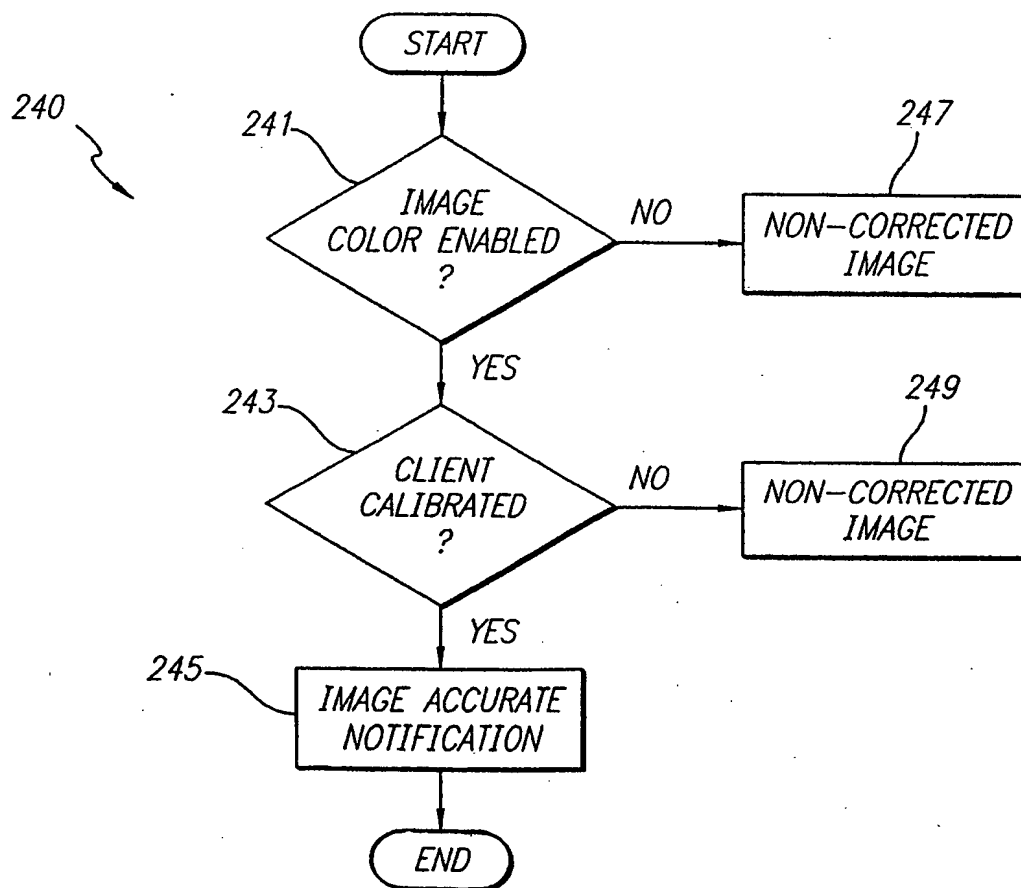 START
240
241
247
IMAGE
COLOR ENABLED
?
NO
NON-CORRECTED
IMAGE
YES
243
249
CLIENT
CALIBRATED
?
NO
NON-CORRECTED
IMAGE
YES
245
IMAGE ACCURATE
NOTIFICATION
END